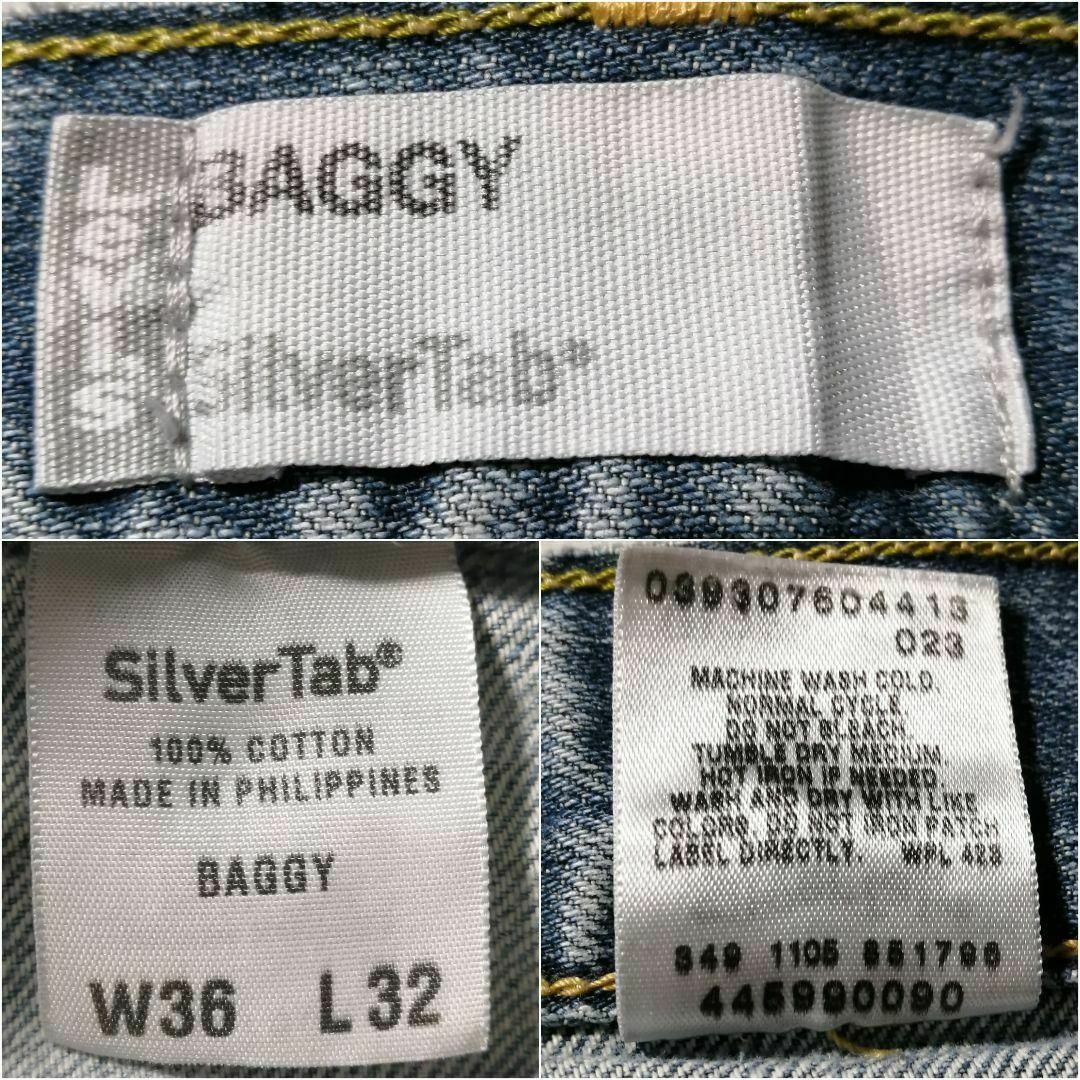 BAGGY
SilverTab®
SilverTab®
100% COTTON
MADE IN PHILIPPINES
BAGGY
W36 L32
039307604413
023
MACHINE WASH COLD.
NORMAL CYCLE.
DO NOT BLEACH.
TUMBLE DRY MEDIUM.
HOT IRON IF NEEDED.
WASH AND DRY WITH LIKE
COLORS. DO NOT IRON PATCH
LABEL DIRECTLY. WPL 423
849 1105 851796
445990090